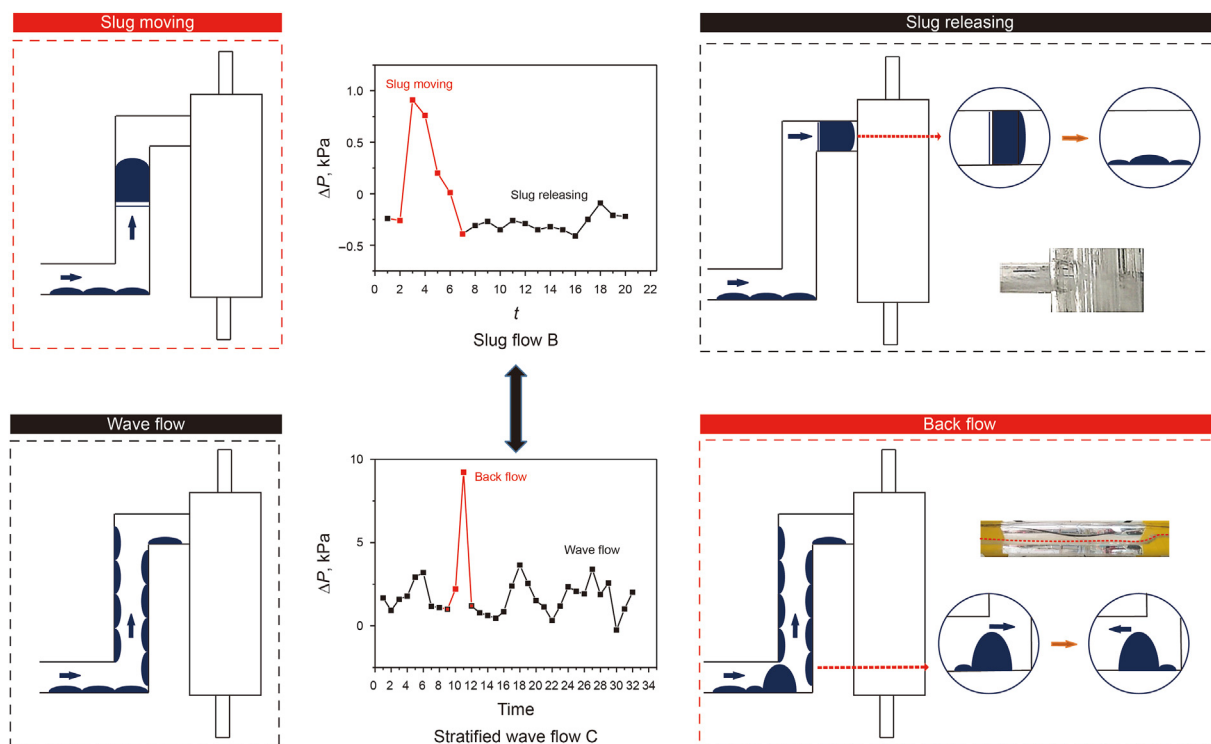 Slug moving
Slug releasing
Slug moving
Slug releasing
ΔP, kPa
1.0
0.5
0
−0.5
0 2 4 6 8 10 12 14 16 18 20 22
t
Slug flow B
Wave flow
Back flow
Back flow
Wave flow
ΔP, kPa
10
5
0
0 2 4 6 8 10 12 14 16 18 20 22 24 26 28 30 32 34
Time
Stratified wave flow C